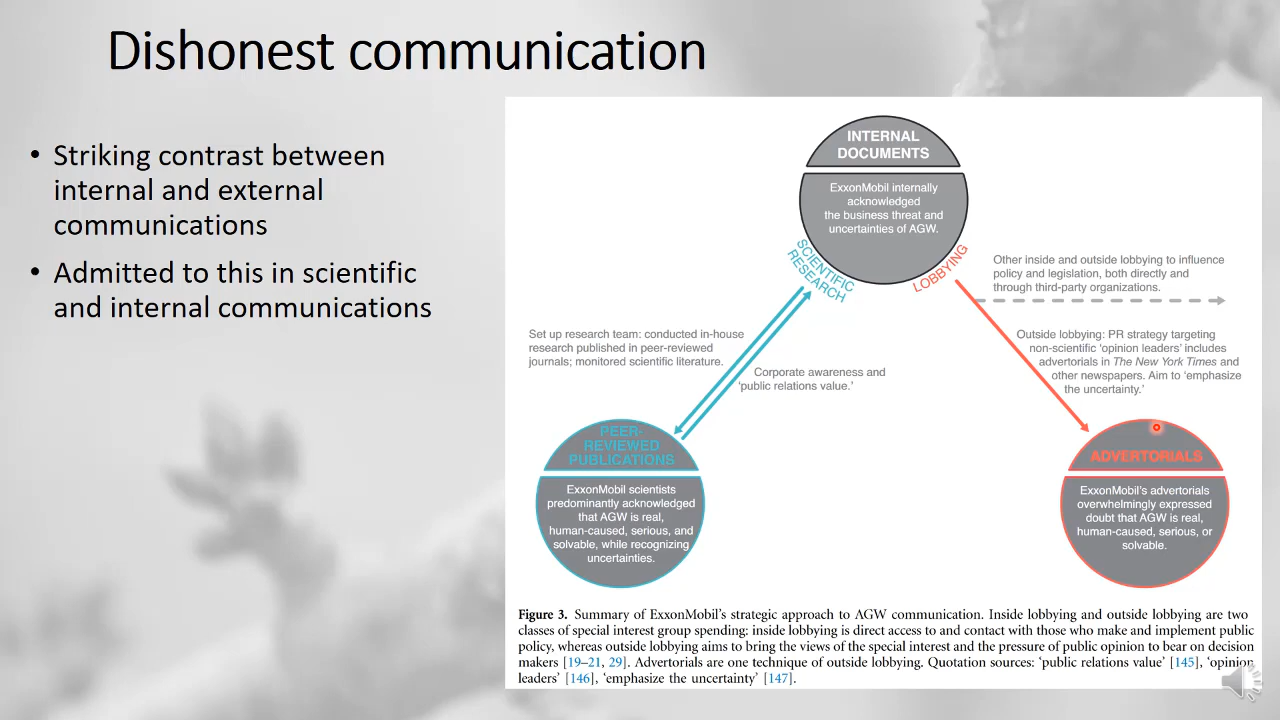 Dishonest communication
• Striking contrast between
internal and external
communications
• Admitted to this in scientific
and internal communications
INTERNAL
DOCUMENTS
ExxonMobil internally
acknowledged
the business threat and
uncertainties of AGW.
SCIENTIFIC
RESEARCH
LOBBYING
Other inside and outside lobbying to influence
policy and legislation, both directly and
through third-party organizations.
Set up research team: conducted in-house
research published in peer-reviewed
journals; monitored scientific literature.
Corporate awareness and
‘public relations value.’
Outside lobbying: PR strategy targeting
non-scientific ‘opinion leaders’ includes
advertorials in The New York Times and
other newspapers. Aim to ‘emphasize
the uncertainty.’
PEER-
REVIEWED
PUBLICATIONS
ExxonMobil scientists
predominantly acknowledged
that AGW is real,
human-caused, serious, and
solvable, while recognizing
uncertainties.
ADVERTORIALS
ExxonMobil’s advertorials
overwhelmingly expressed
doubt that AGW is real,
human-caused, serious, or
solvable.
Figure 3. Summary of ExxonMobil’s strategic approach to AGW communication. Inside lobbying and outside lobbying are two
classes of special interest group spending; inside lobbying is direct access to and contact with those who make and implement public
policy, whereas outside lobbying aims to bring the views of the special interest and the pressure of public opinion to bear on decision
makers [19–21, 29]. Advertorials are one technique of outside lobbying. Quotation sources: ‘public relations value’ [145], ‘opinion
leaders’ [146], ‘emphasize the uncertainty’ [147].